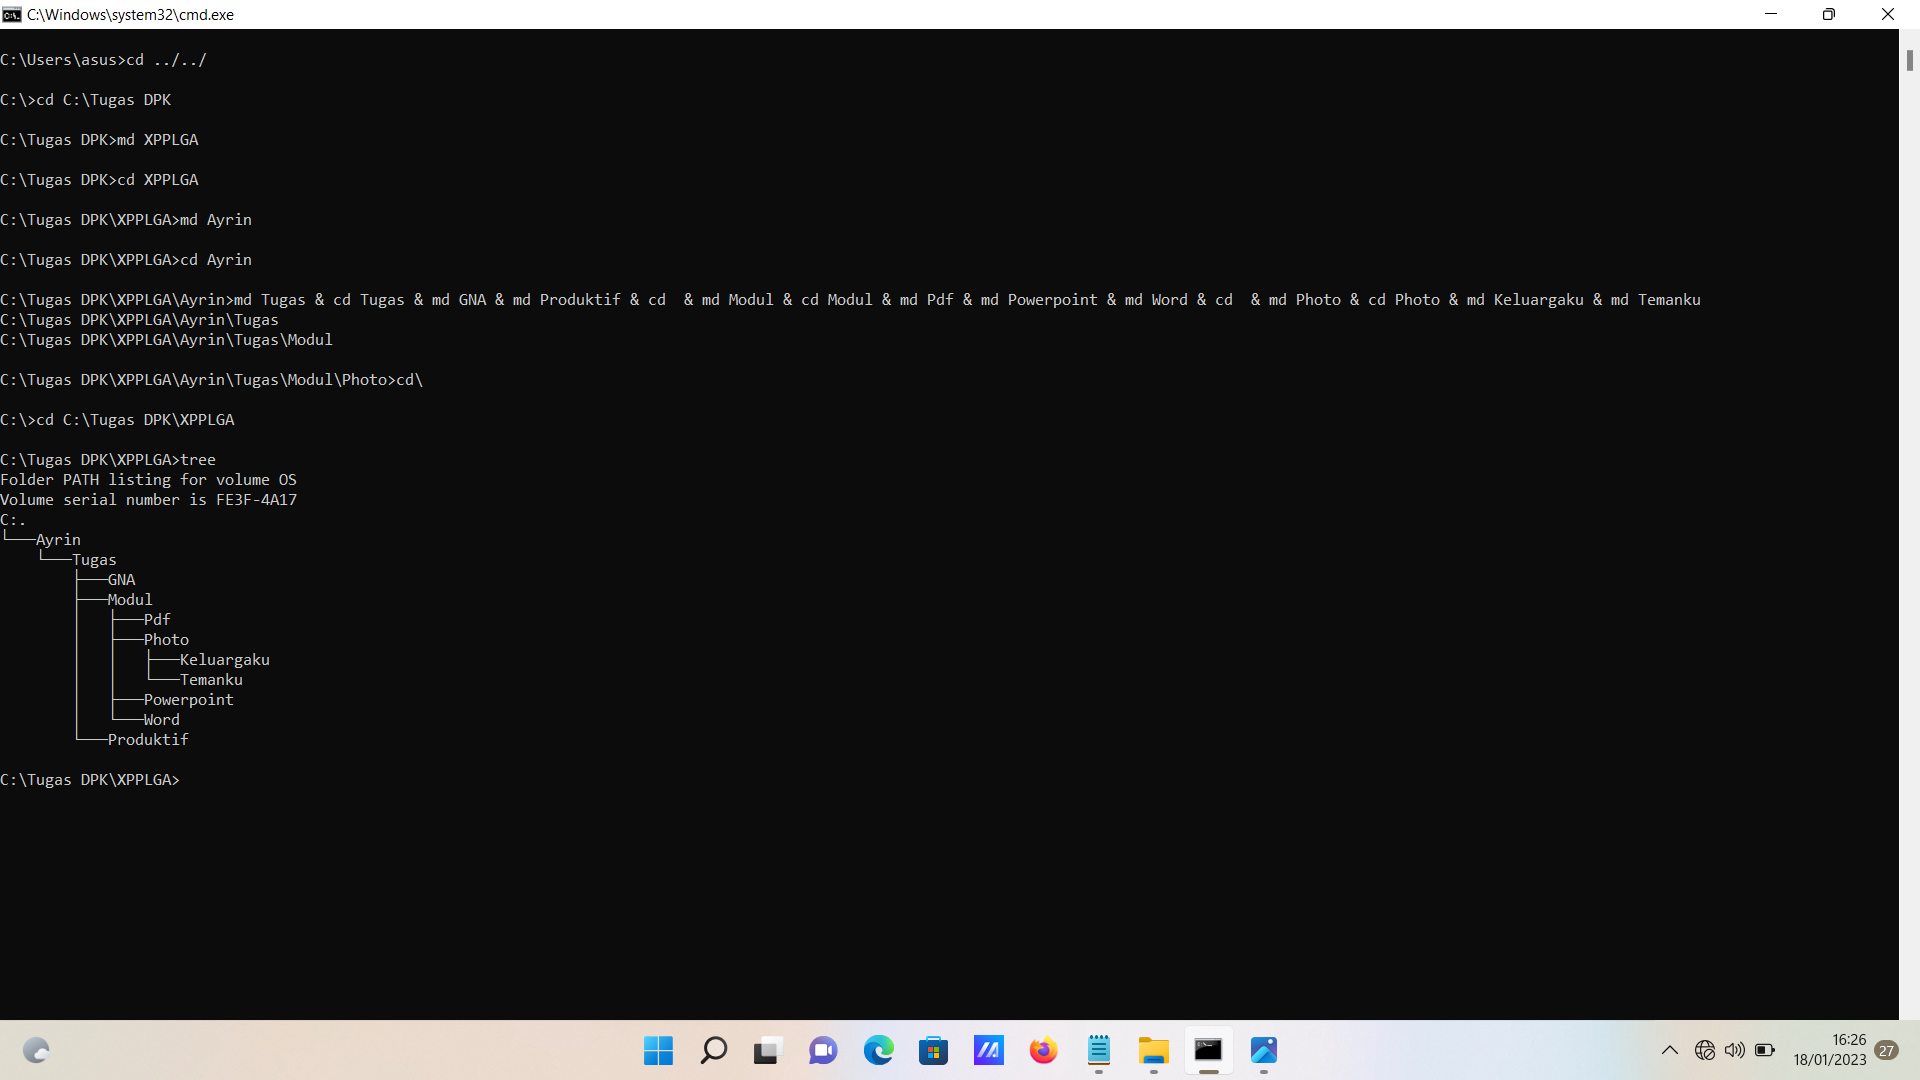 C:\Windows\system32\cmd.exe
C:\Users\asus>cd ../../
C:\>cd C:\Tugas DPK
C:\Tugas DPK>md XPPLGA
C:\Tugas DPK>cd XPPLGA
C:\Tugas DPK\XPPLGA>md Ayrin
C:\Tugas DPK\XPPLGA>cd Ayrin
C:\Tugas DPK\XPPLGA\Ayrin>md Tugas & cd Tugas & md GNA & md Produktif & cd  & md Modul & cd Modul & md Pdf & md Powerpoint & md Word & cd  & md Photo & cd Photo & md Keluargaku & md Temanku
C:\Tugas DPK\XPPLGA\Ayrin\Tugas
C:\Tugas DPK\XPPLGA\Ayrin\Tugas\Modul
C:\Tugas DPK\XPPLGA\Ayrin\Tugas\Modul\Photo>cd\
C:\>cd C:\Tugas DPK\XPPLGA
C:\Tugas DPK\XPPLGA>tree
Folder PATH listing for volume OS
Volume serial number is FE3F-4A17
C:.
└───Ayrin
    └───Tugas
        ├───GNA
        ├───Modul
        │   ├───Pdf
        │   ├───Photo
        │   │   ├───Keluargaku
        │   │   └───Temanku
        │   ├───Powerpoint
        │   └───Word
        └───Produktif
C:\Tugas DPK\XPPLGA>
16:26
18/01/2023
27